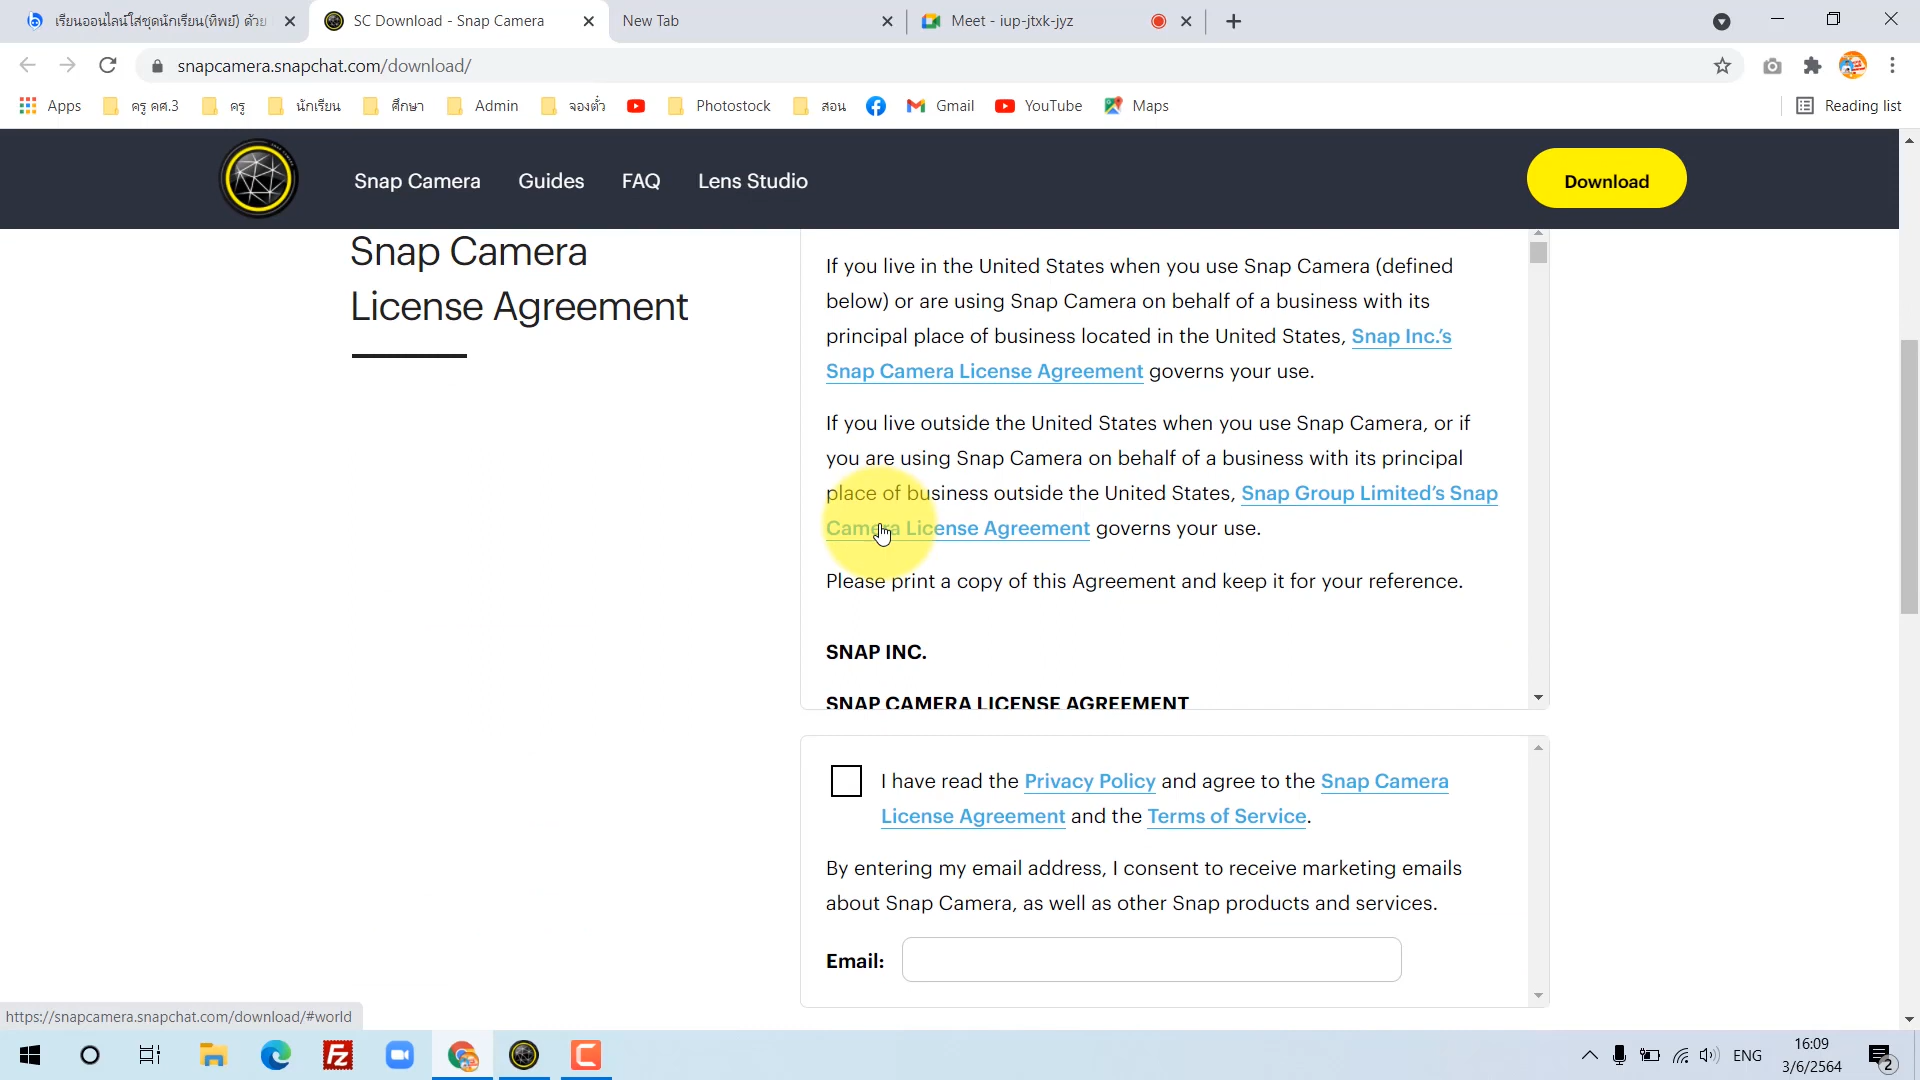 เรียนออนไลน์ใส่ชุดนักเรียน(ทิพย์) ด้วย
SC Download - Snap Camera
New Tab
Meet - iup-jtxk-jyz
snapcamera.snapchat.com/download/
Apps
ครู คศ.3
ครู
นักเรียน
ศึกษา
Admin
จองตั๋ว
Photostock
สอน
Gmail
YouTube
Maps
Reading list
Snap Camera
Guides
FAQ
Lens Studio
Download
Snap Camera
License Agreement
If you live in the United States when you use Snap Camera (defined
below) or are using Snap Camera on behalf of a business with its
principal place of business located in the United States, Snap Inc.’s
Snap Camera License Agreement governs your use.
If you live outside the United States when you use Snap Camera, or if
you are using Snap Camera on behalf of a business with its principal
place of business outside the United States, Snap Group Limited’s Snap
Camera License Agreement governs your use.
Please print a copy of this Agreement and keep it for your reference.
SNAP INC.
SNAP CAMERA LICENSE AGREEMENT
I have read the Privacy Policy and agree to the Snap Camera
License Agreement and the Terms of Service.
By entering my email address, I consent to receive marketing emails
about Snap Camera, as well as other Snap products and services.
Email:
https://snapcamera.snapchat.com/download/#world
ENG
16:09
3/6/2564
2